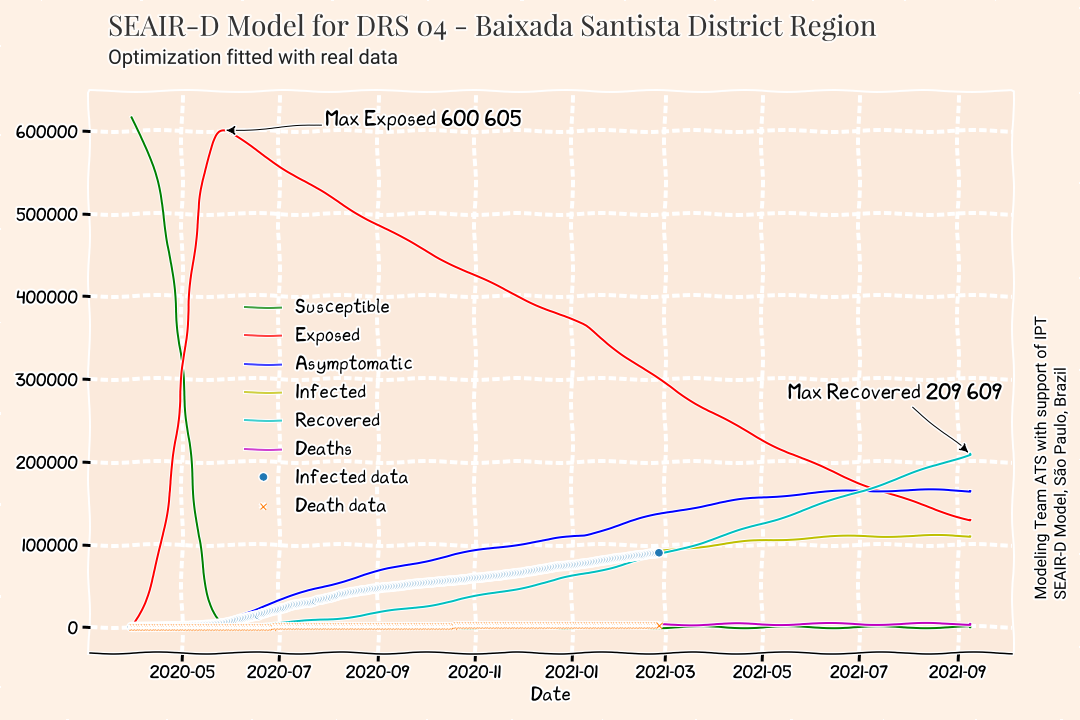 SEAIR-D Model for DRS 04 - Baixada Santista District Region
Optimization fitted with real data
Max Exposed 600 605
600000
500000
400000
300000
200000
100000
0
Susceptible
Exposed
Asymptomatic
Infected
Recovered
Deaths
Infected data
Death data
Max Recovered 209 609
2020-05
2020-07
2020-09
2020-11
2021-01
2021-03
2021-05
2021-07
2021-09
Date
Modeling Team ATS with support of IPT
SEAIR-D Model, São Paulo, Brazil